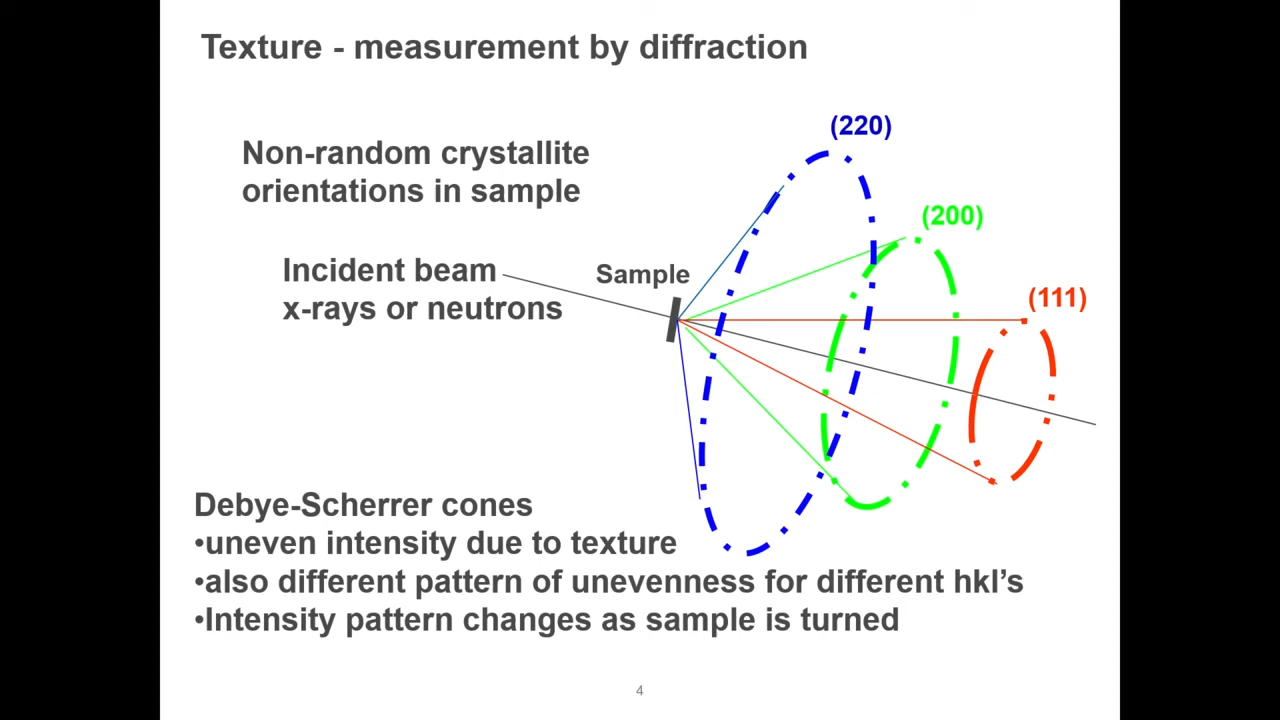 Texture - measurement by diffraction
(220)
Non-random crystallite
orientations in sample
(200)
Incident beam
x-rays or neutrons
Sample
(111)
Debye-Scherrer cones
•uneven intensity due to texture
•also different pattern of unevenness for different hkl’s
•Intensity pattern changes as sample is turned
4